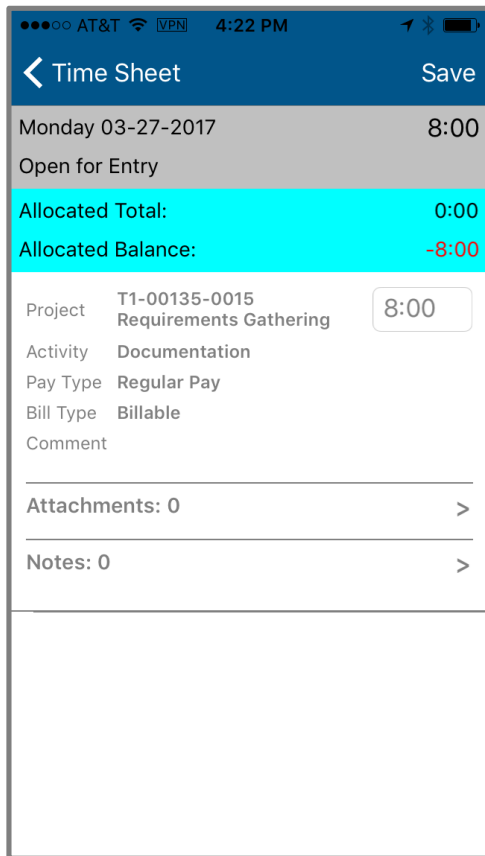 AT&T VPN 4:22 PM
Time Sheet Save
Monday 03-27-2017 8:00
Open for Entry
Allocated Total: 0:00
Allocated Balance: -8:00
Project T1-00135-0015 8:00
Requirements Gathering
Activity Documentation
Pay Type Regular Pay
Bill Type Billable
Comment
Attachments: 0 >
Notes: 0 >